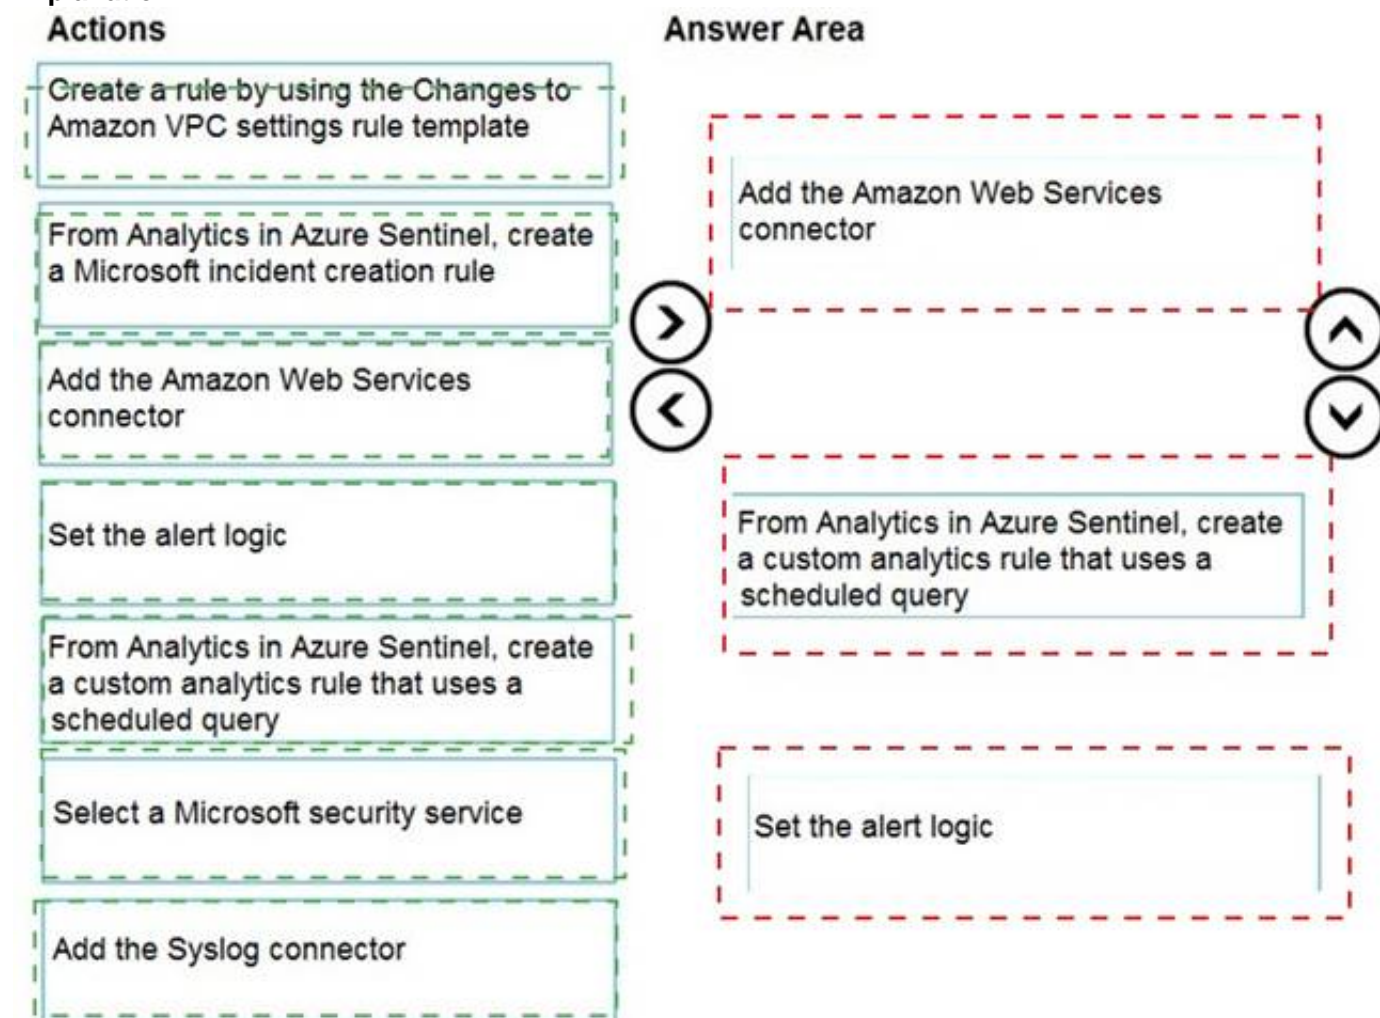 Actions
Answer Area
Create a rule by using the Changes to
Amazon VPC settings rule template
From Analytics in Azure Sentinel, create
a Microsoft incident creation rule
Add the Amazon Web Services
connector
Set the alert logic
From Analytics in Azure Sentinel, create
a custom analytics rule that uses a
scheduled query
Select a Microsoft security service
Add the Syslog connector
Add the Amazon Web Services
connector
From Analytics in Azure Sentinel, create
a custom analytics rule that uses a
scheduled query
Set the alert logic